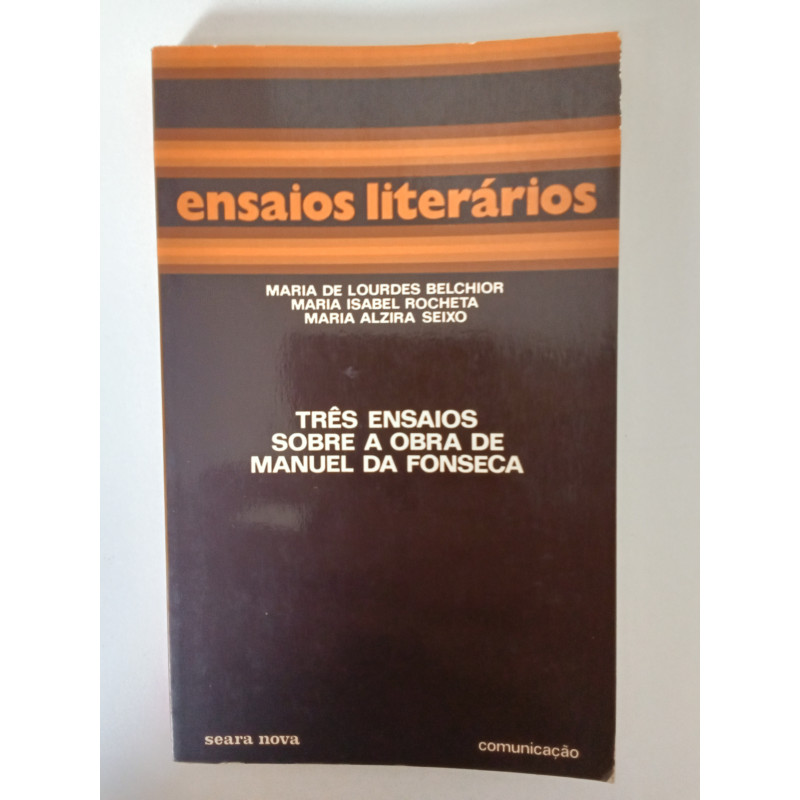 ensaios literários
MARIA DE LOURDES BELCHIOR
MARIA ISABEL ROCHETA
MARIA ALZIRA SEIXO
TRÊS ENSAIOS
SOBRE A OBRA DE
MANUEL DA FONSECA
seara nova
comunicação